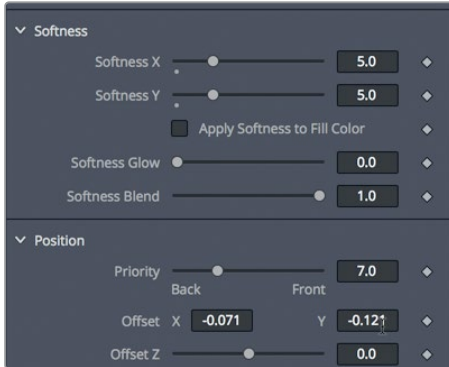 Softness
Softness X 5.0
Softness Y 5.0
Apply Softness to Fill Color
Softness Glow 0.0
Softness Blend 1.0
Position
Priority 7.0
Back Front
Offset X -0.071 Y -0.121
Offset Z 0.0